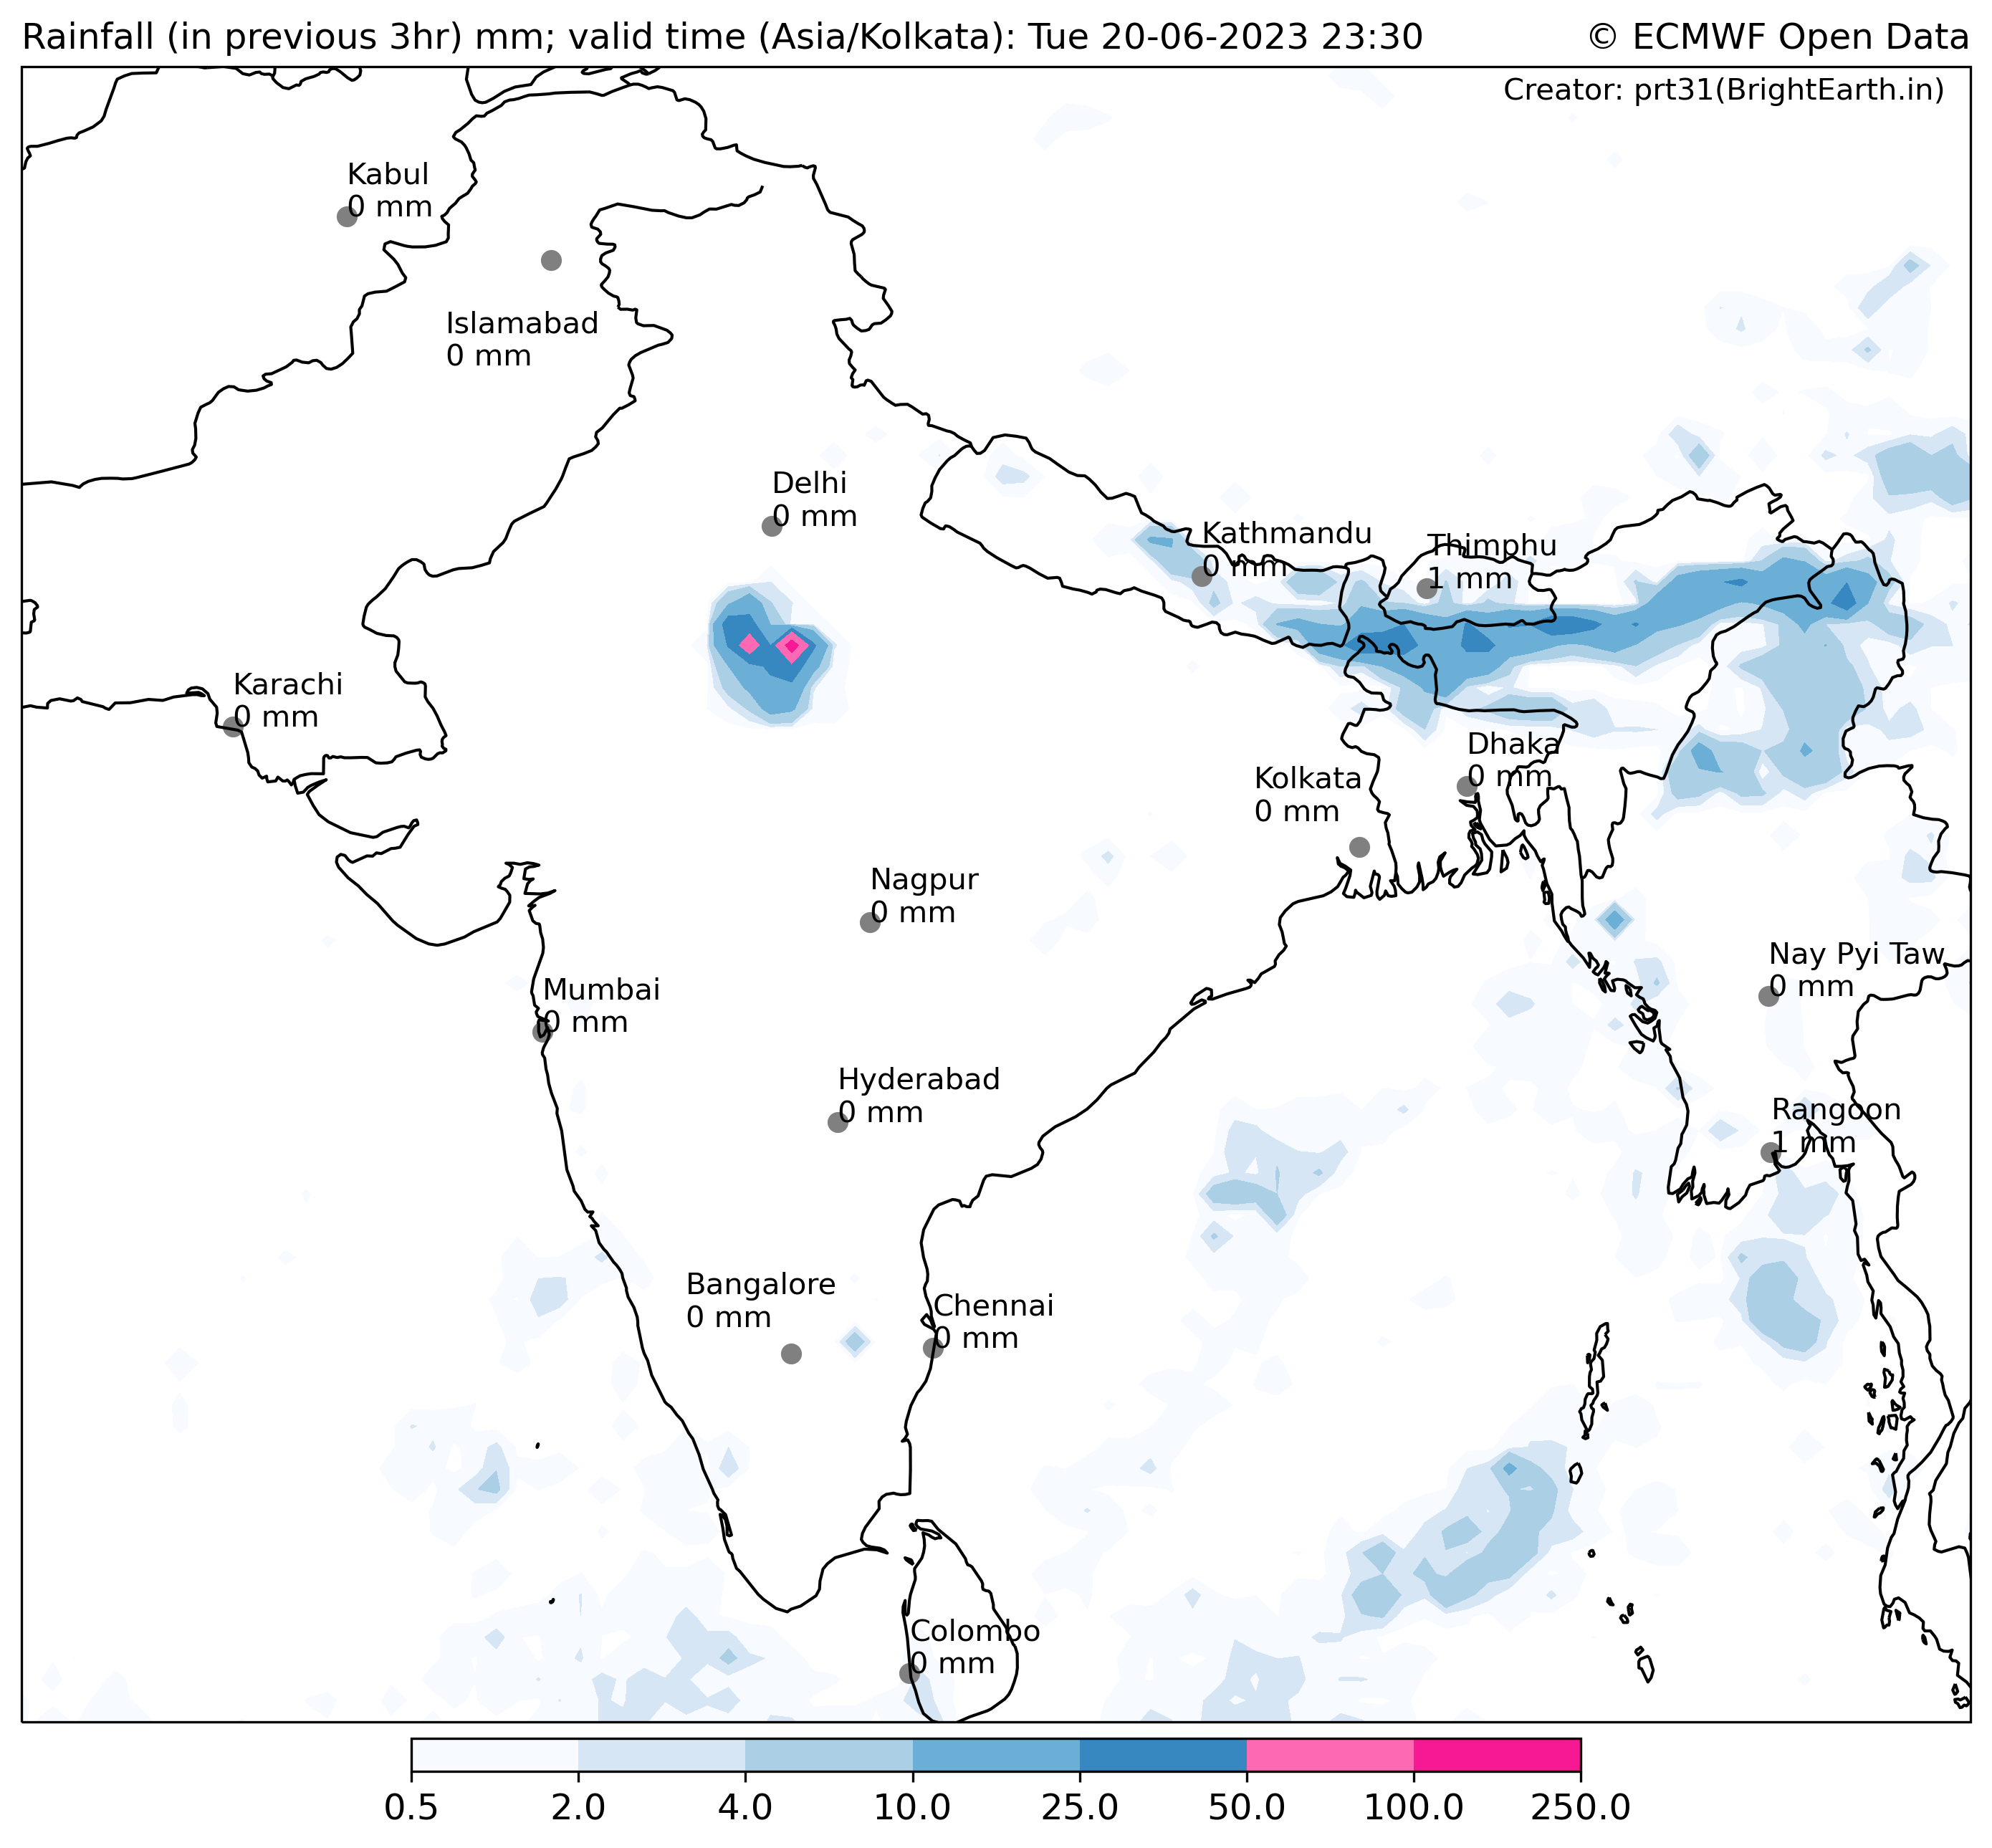 Rainfall (in previous 3hr) mm; valid time (Asia/Kolkata): Tue 20-06-2023 23:30
© ECMWF Open Data
Creator: prt31(BrightEarth.in)
Kabul
0 mm
Islamabad
0 mm
Delhi
0 mm
Kathmandu
0 mm
Thimphu
1 mm
Karachi
0 mm
Dhaka
0 mm
Kolkata
0 mm
Nagpur
0 mm
Nay Pyi Taw
0 mm
Mumbai
0 mm
Hyderabad
0 mm
Rangoon
1 mm
Bangalore
0 mm
Chennai
0 mm
Colombo
0 mm
0.5 2.0 4.0 10.0 25.0 50.0 100.0 250.0